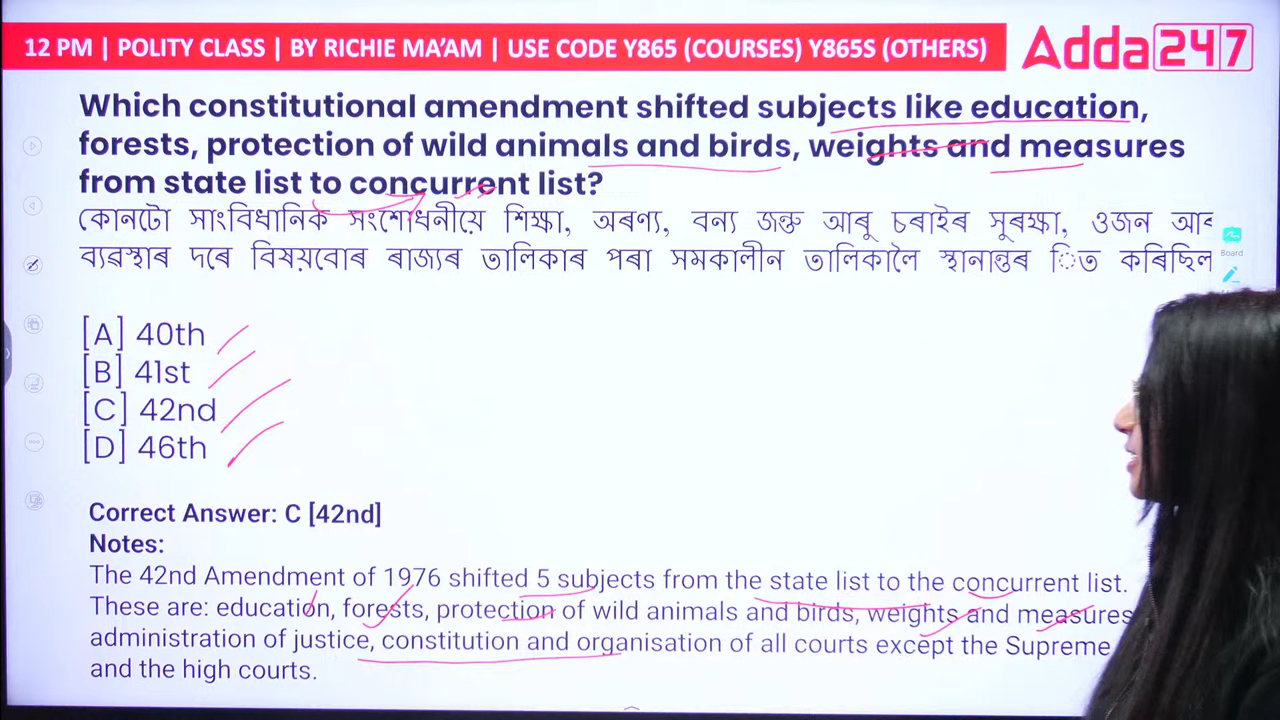 12 PM | POLITY CLASS | BY RICHIE MA'AM | USE CODE Y865 (COURSES) Y865S (OTHERS)
Adda247
Which constitutional amendment shifted subjects like education,
forests, protection of wild animals and birds, weights and measures
from state list to concurrent list?
কোনটো সাংবিধানিক সংশোধনীয়ে শিক্ষা, অৰণ্য, বন্য জন্তু আৰু চৰাইৰ সুৰক্ষা, ওজন
ব্যৱস্থাৰ দৰে বিষয়বোৰ ৰাজ্যৰ তালিকাৰ পৰা সমকালীন তালিকালৈ স্থানান্তৰ িত কৰিছিল
Board
[A] 40th
[B] 41st
[C] 42nd
[D] 46th
Correct Answer: C [42nd]
Notes:
The 42nd Amendment of 1976 shifted 5 subjects from the state list to the concurrent list.
These are: education, forests, protection of wild animals and birds, weights and measures
administration of justice, constitution and organisation of all courts except the Supreme
and the high courts.